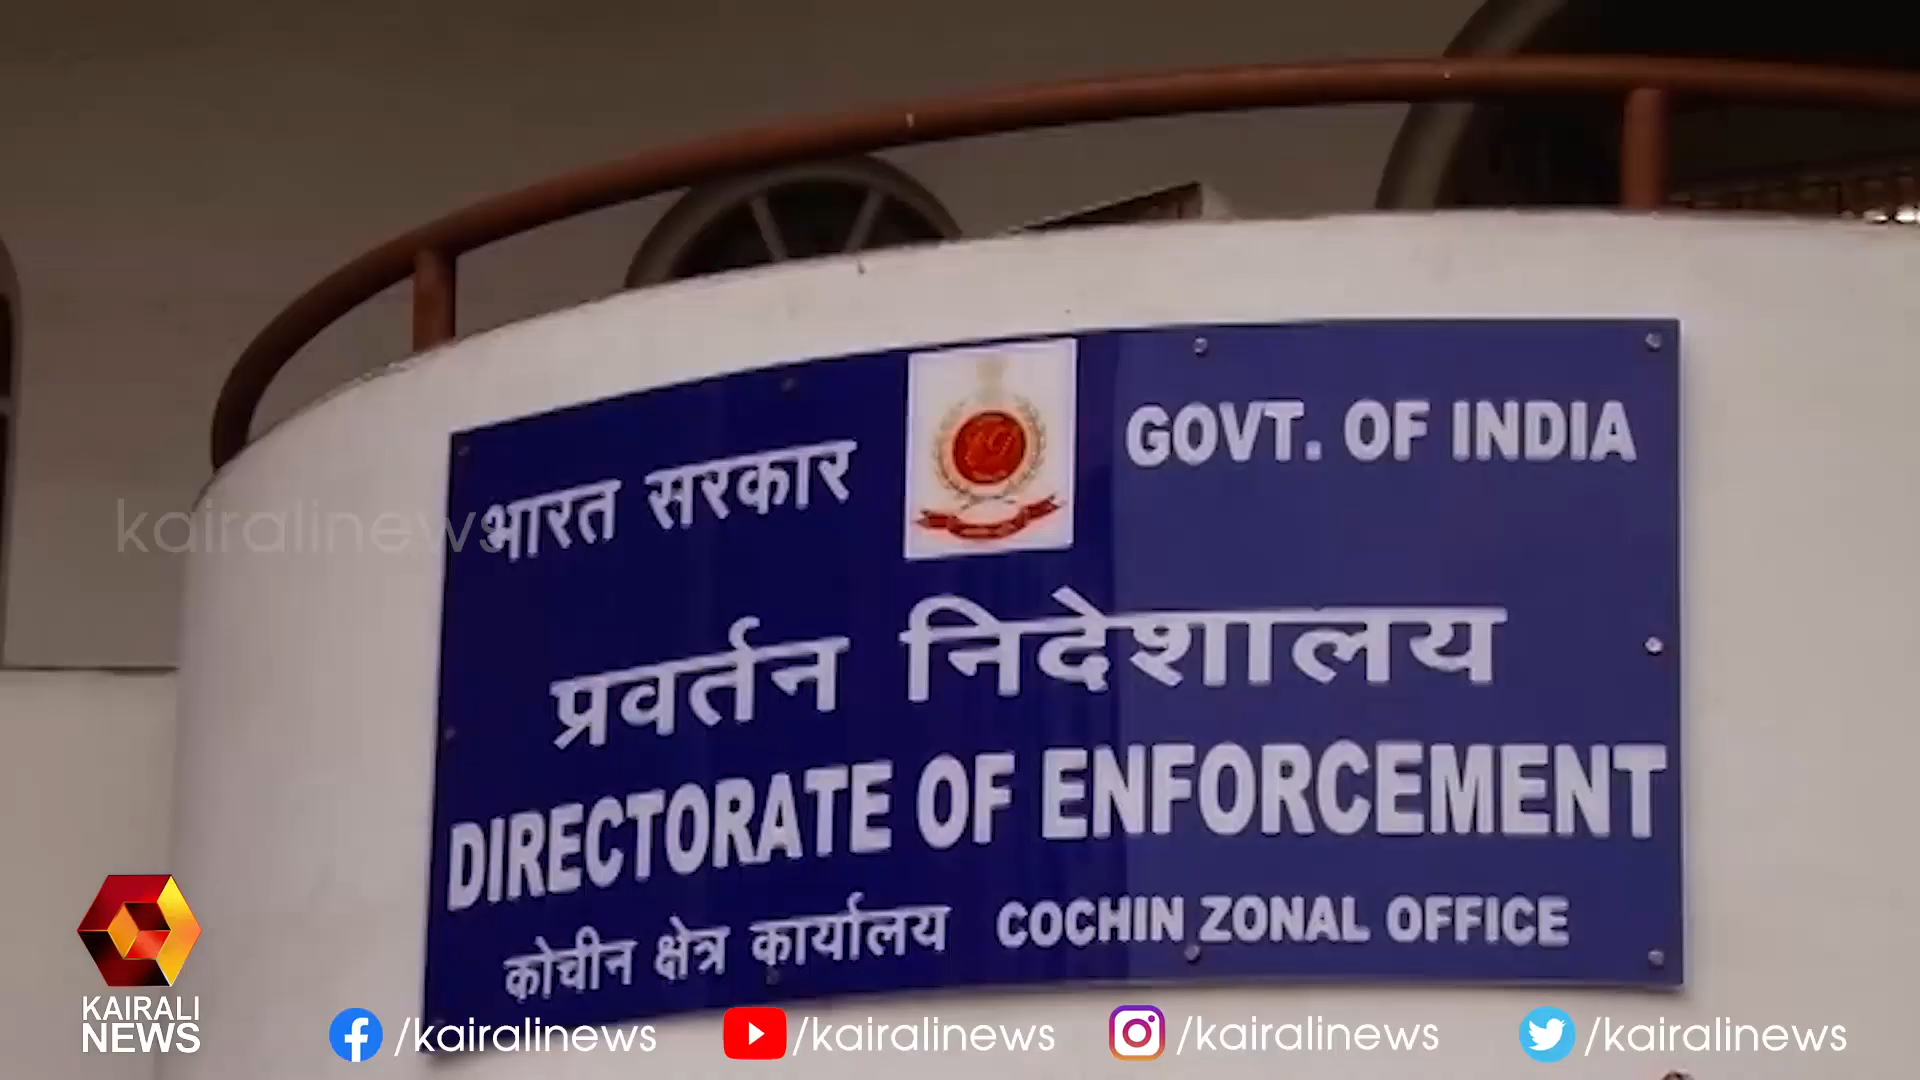 भारत सरकार GOVT. OF INDIA
kairalinews
प्रवर्तन निदेशालय
DIRECTORATE OF ENFORCEMENT
कोचीन क्षेत्र कार्यालय COCHIN ZONAL OFFICE
KAIRALI
NEWS
/kairalinews /kairalinews /kairalinews /kairalinews